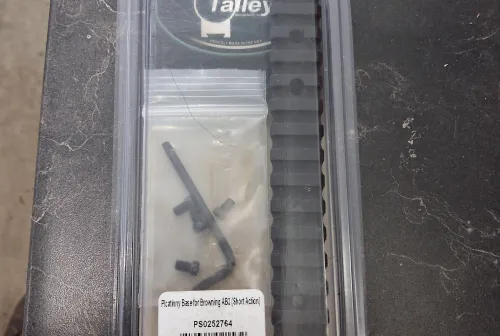 Talley
Picatinny Base for Browning AB3 (Short Action)
PS0252764